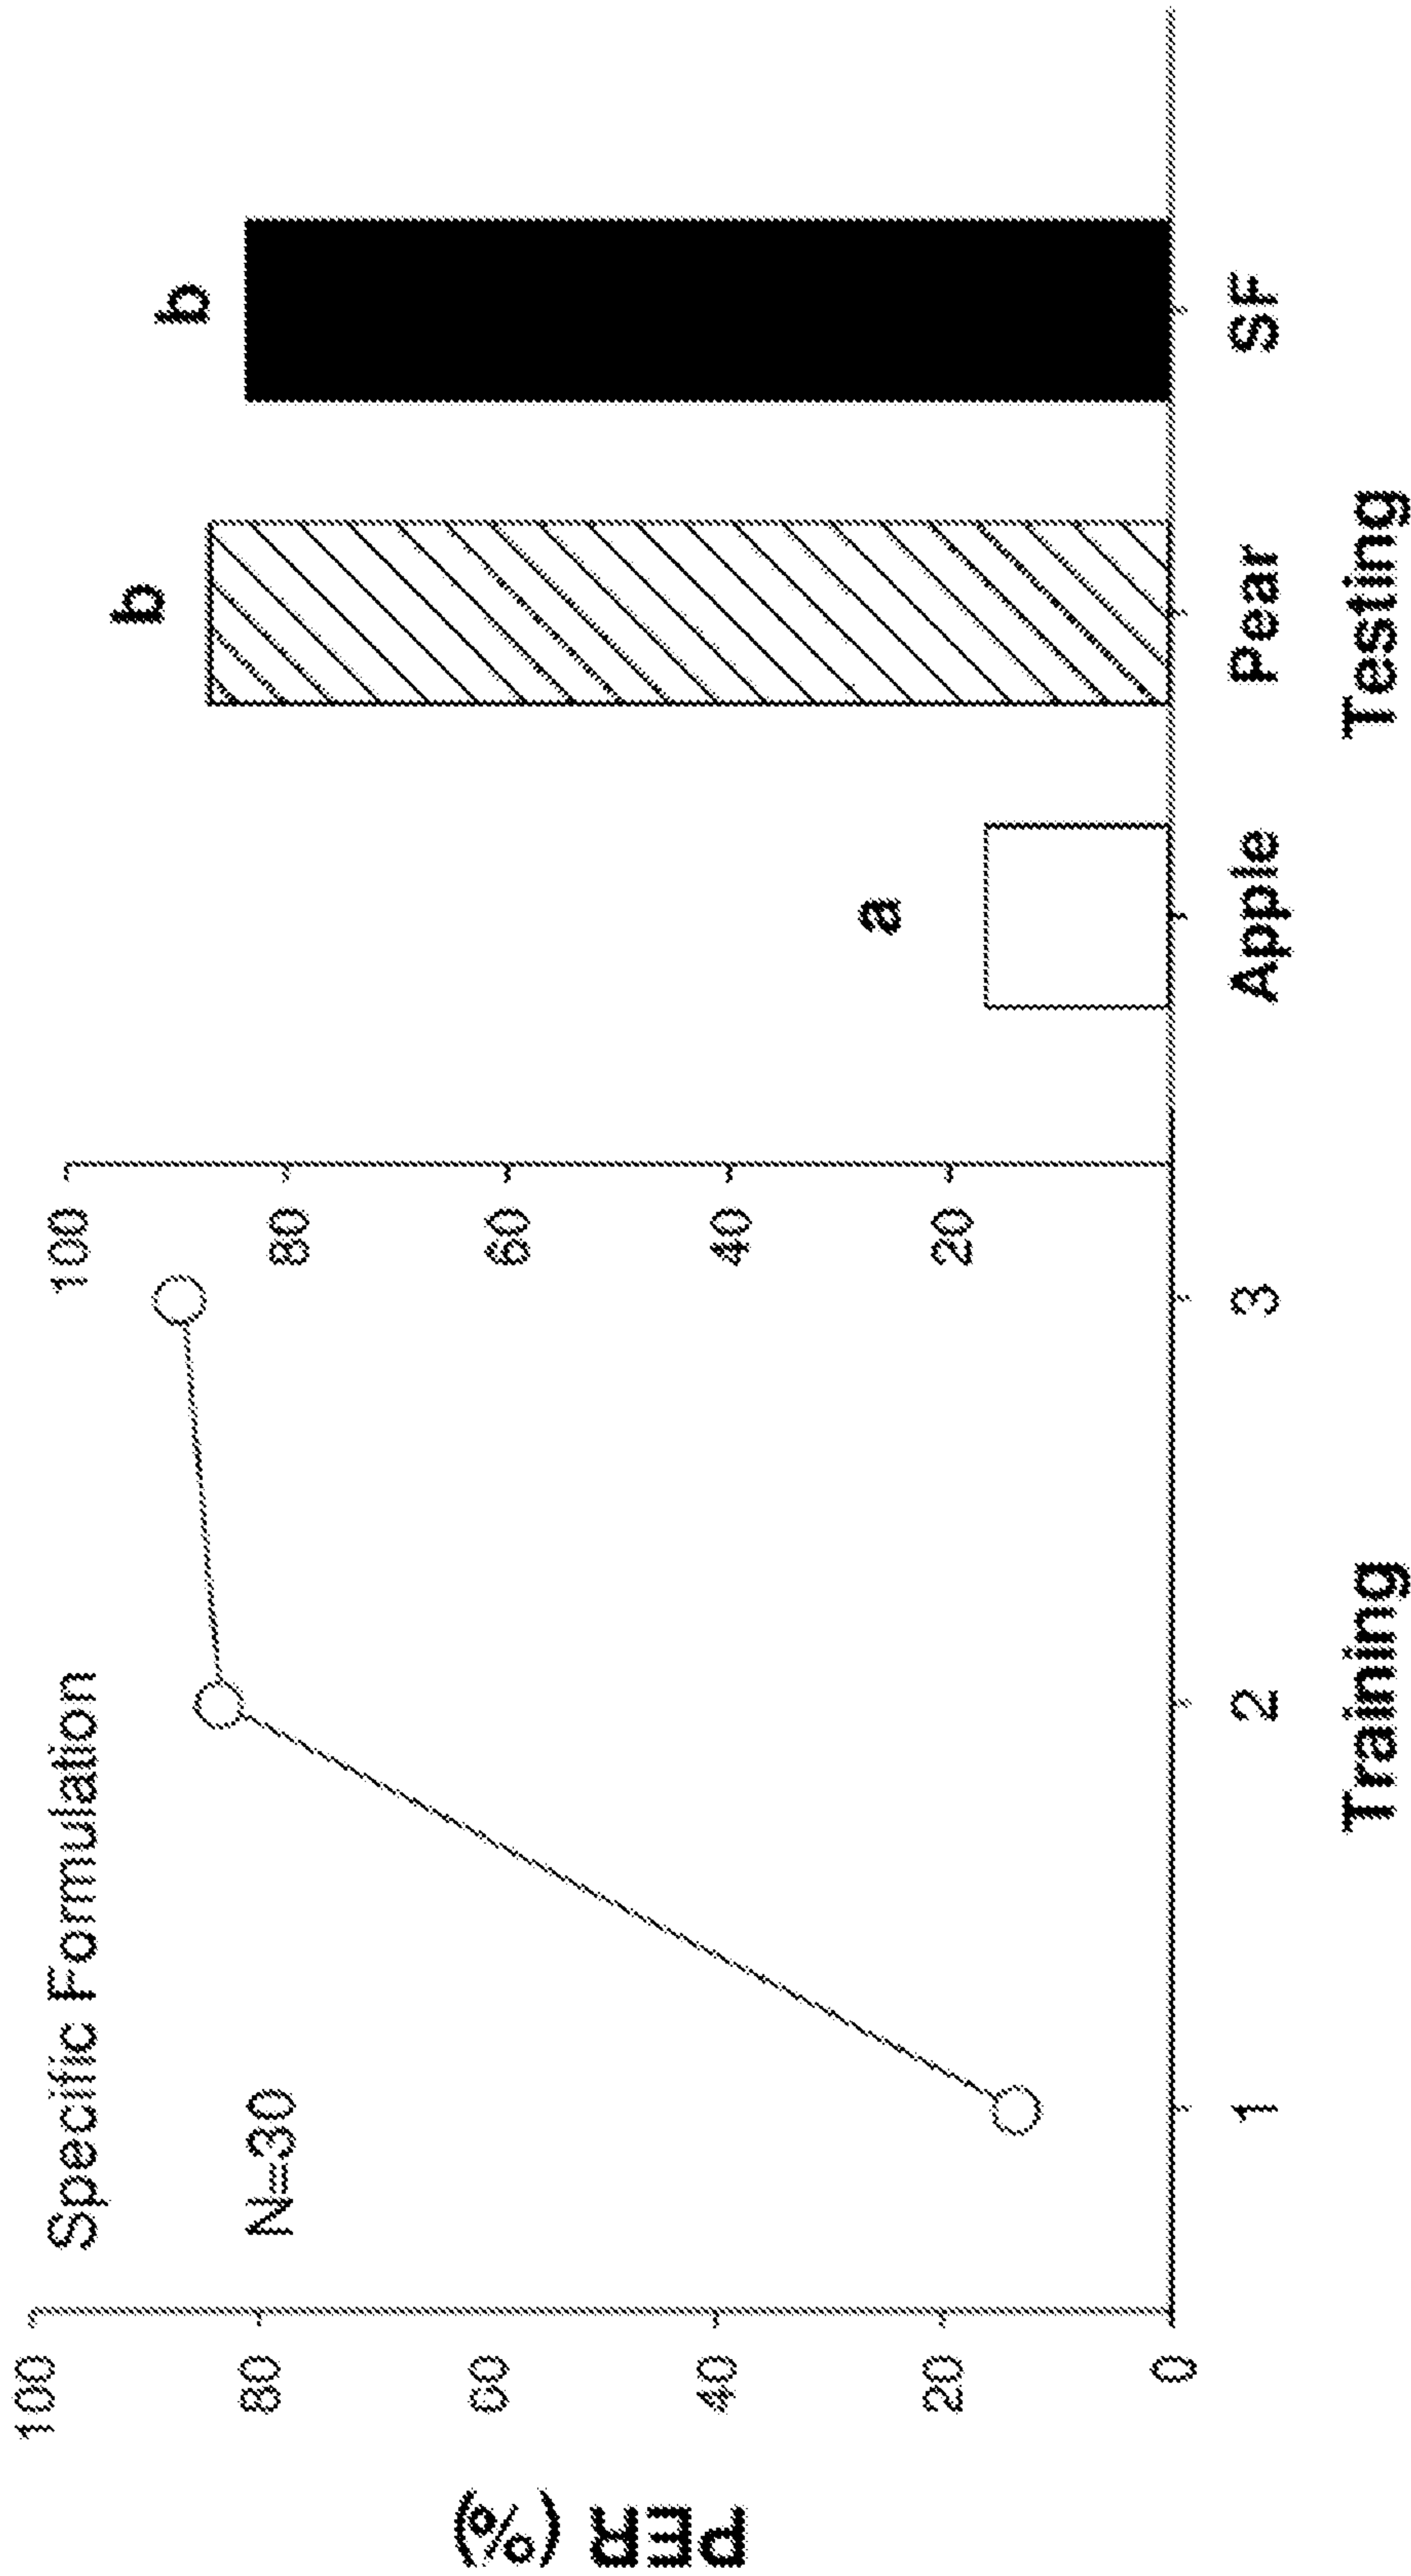 Specific Formulation
N=30
PER (%)
100
80
60
40
20
0
1
2
3
Training
100
80
60
40
20
a
b
b
Apple
Pear
SF
Testing